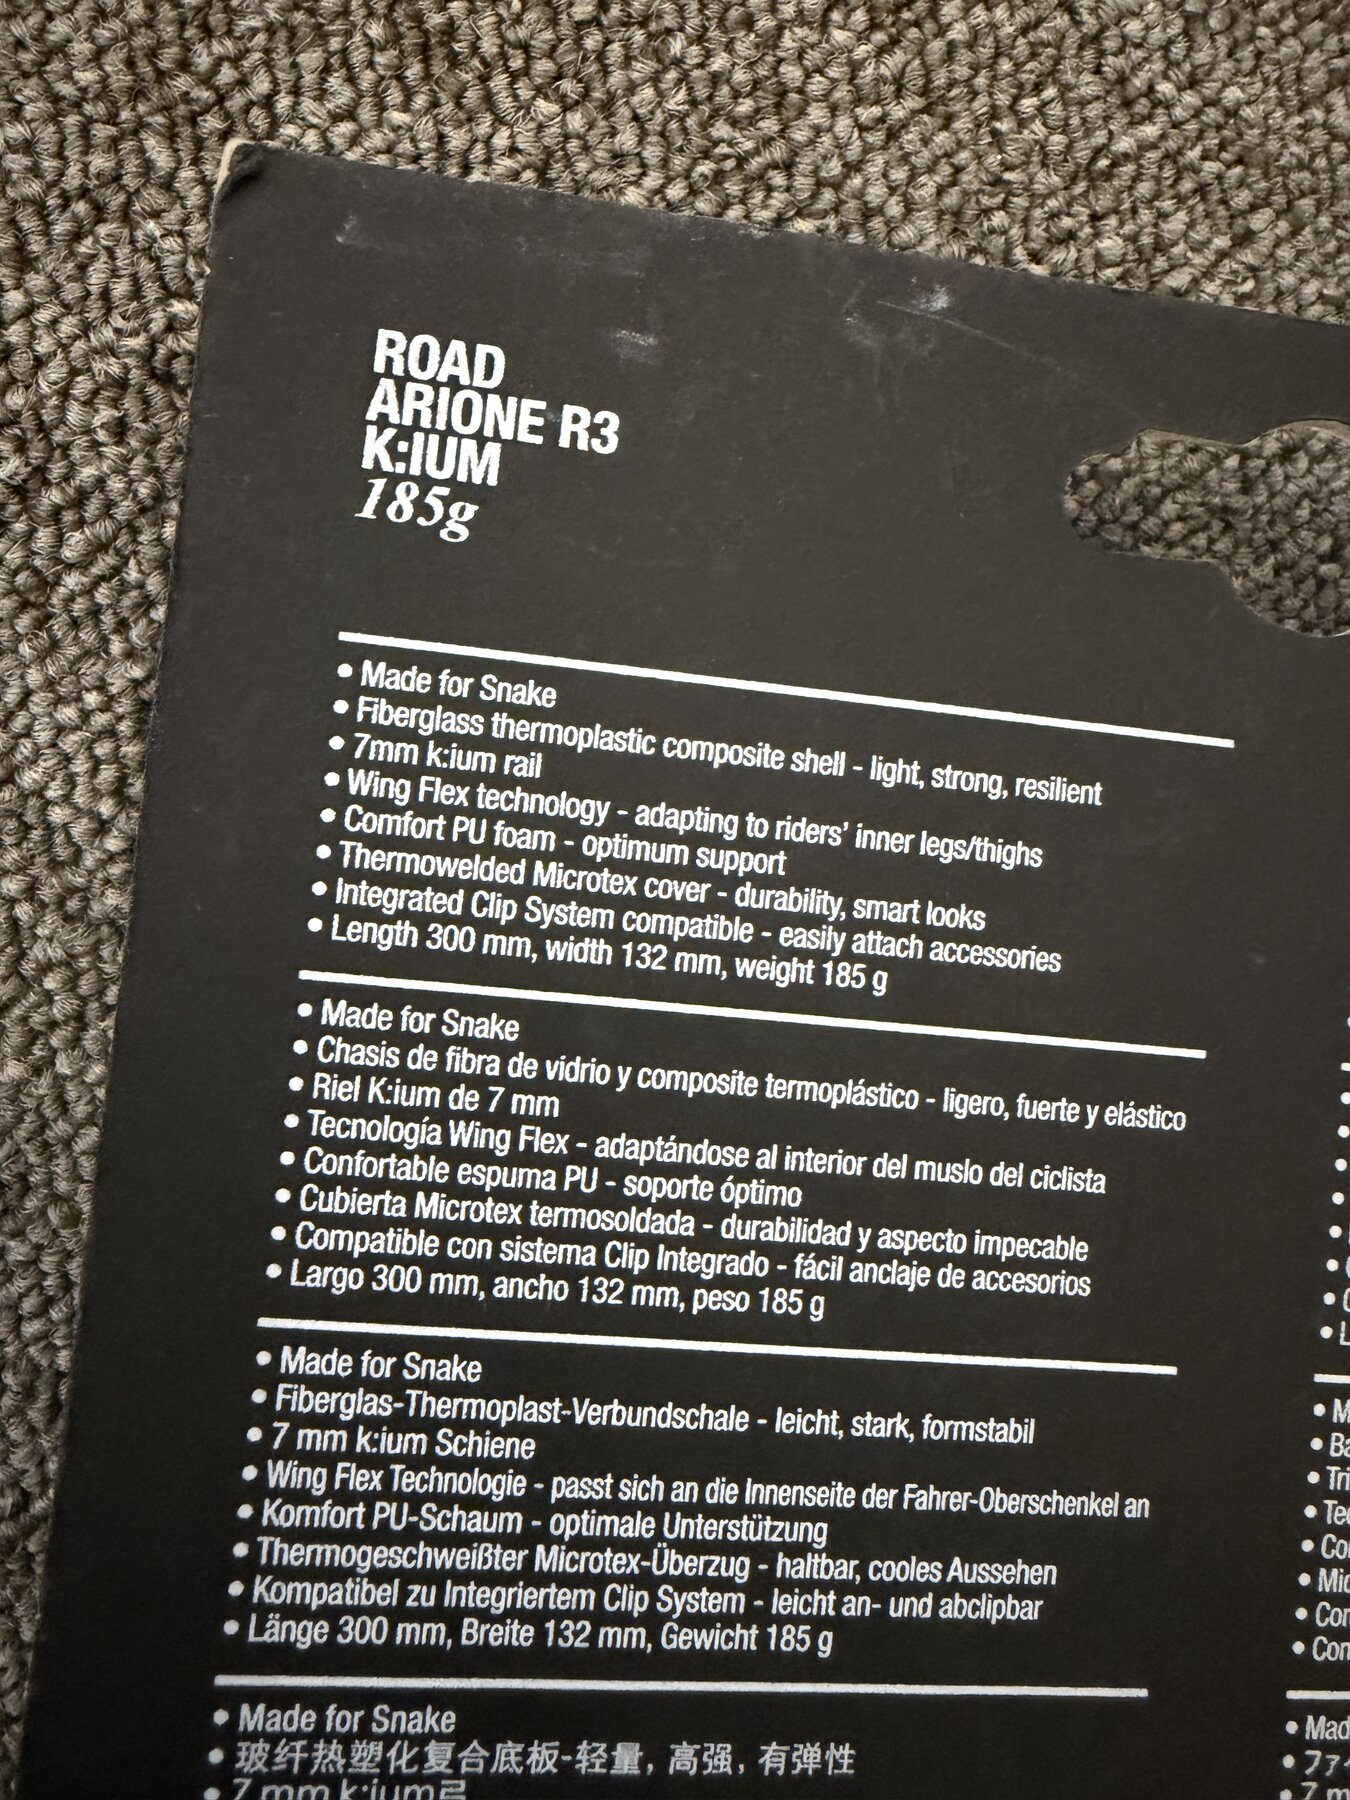 ROAD
ARIONE R3
K:IUM
185g
• Made for Snake
• Fiberglass thermoplastic composite shell - light, strong, resilient
• 7mm k:ium rail
• Wing Flex technology - adapting to riders' inner legs/thighs
• Comfort PU foam - optimum support
• Thermowelded Microtex cover - durability, smart looks
• Integrated Clip System compatible - easily attach accessories
• Length 300 mm, width 132 mm, weight 185 g
• Made for Snake
• Chasis de fibra de vidrio y composite termoplástico - ligero, fuerte y elástico
• Riel K:ium de 7 mm
• Tecnología Wing Flex - adaptándose al interior del muslo del ciclista
• Confortable espuma PU - soporte óptimo
• Cubierta Microtex termosoldada - durabilidad y aspecto impecable
• Compatible con sistema Clip Integrado - fácil anclaje de accesorios
• Largo 300 mm, ancho 132 mm, peso 185 g
• Made for Snake
• Fiberglas-Thermoplast-Verbundschale - leicht, stark, formstabil
• 7 mm k:ium Schiene
• Wing Flex Technologie - passt sich an die Innenseite der Fahrer-Oberschenkel an
• Komfort PU-Schaum - optimale Unterstützung
• Thermogeschweißter Microtex-Überzug - haltbar, cooles Aussehen
• Kompatibel zu Integriertem Clip System - leicht an- und abclipbar
• Länge 300 mm, Breite 132 mm, Gewicht 185 g
• Made for Snake
• 玻纤热塑化复合底板-轻量, 高强, 有弹性
• 7 mm k:ium弓